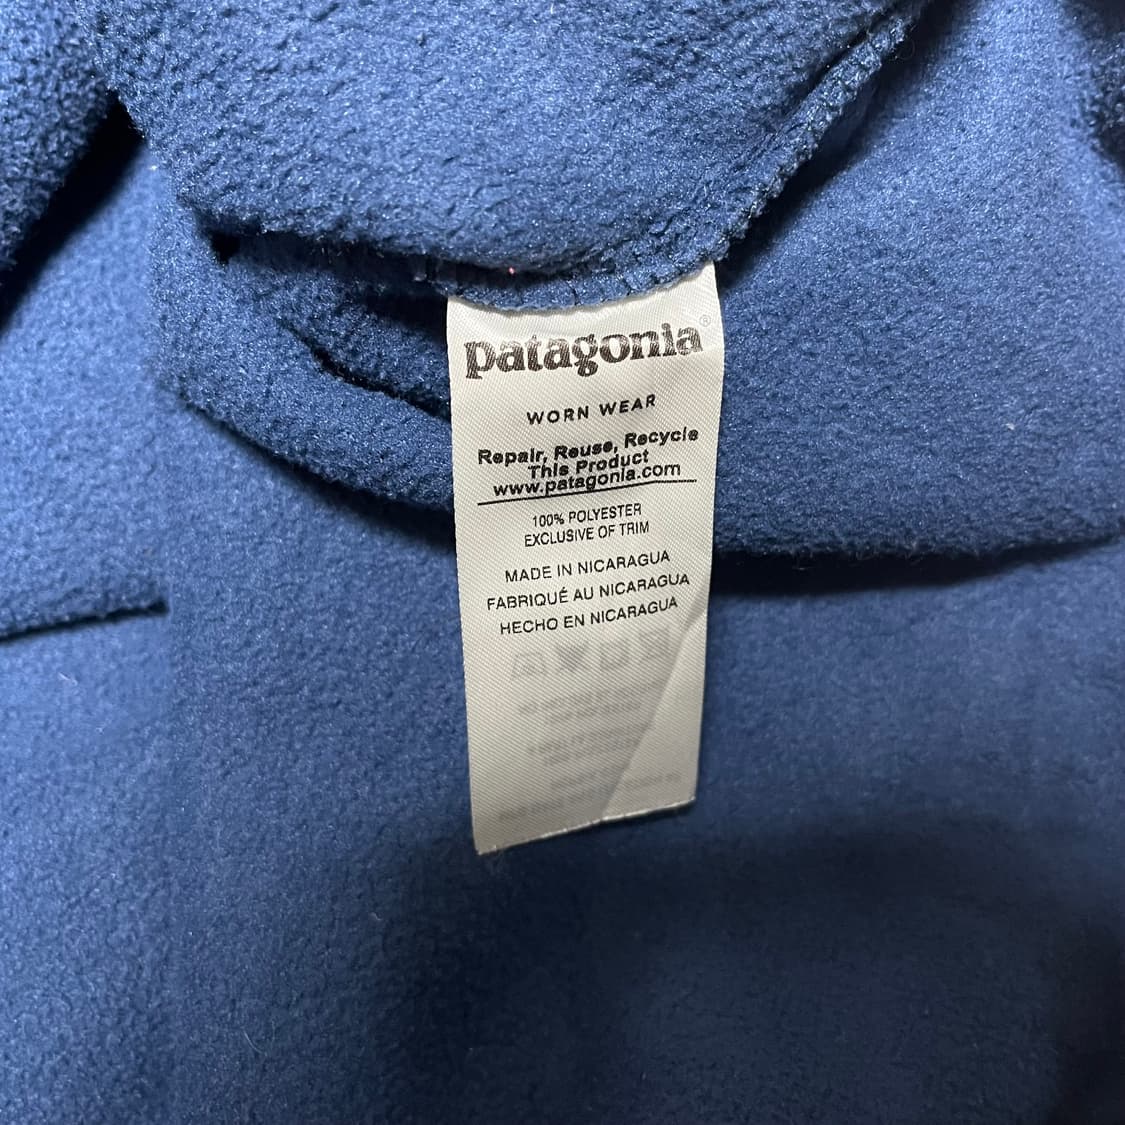 patagonia®
WORN WEAR
Repair, Reuse, Recycle
This Product
www.patagonia.com
100% POLYESTER
EXCLUSIVE OF TRIM
MADE IN NICARAGUA
FABRIQUÉ AU NICARAGUA
HECHO EN NICARAGUA